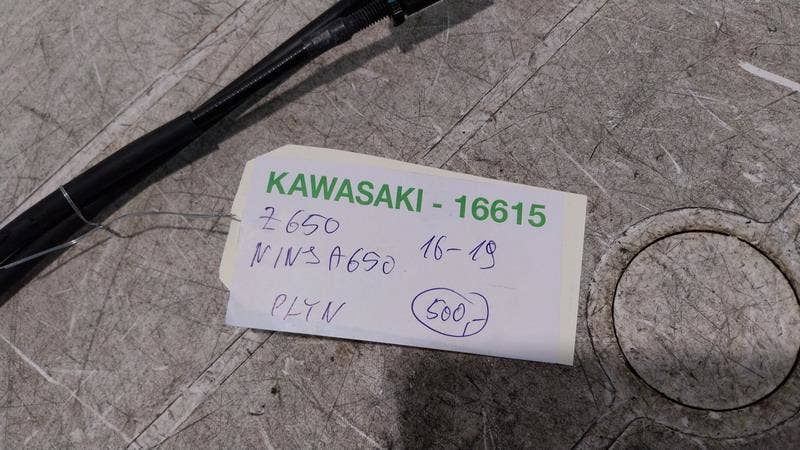 KAWASAKI - 16615
Z650
NINJA650 16-19
PLYN 500,-